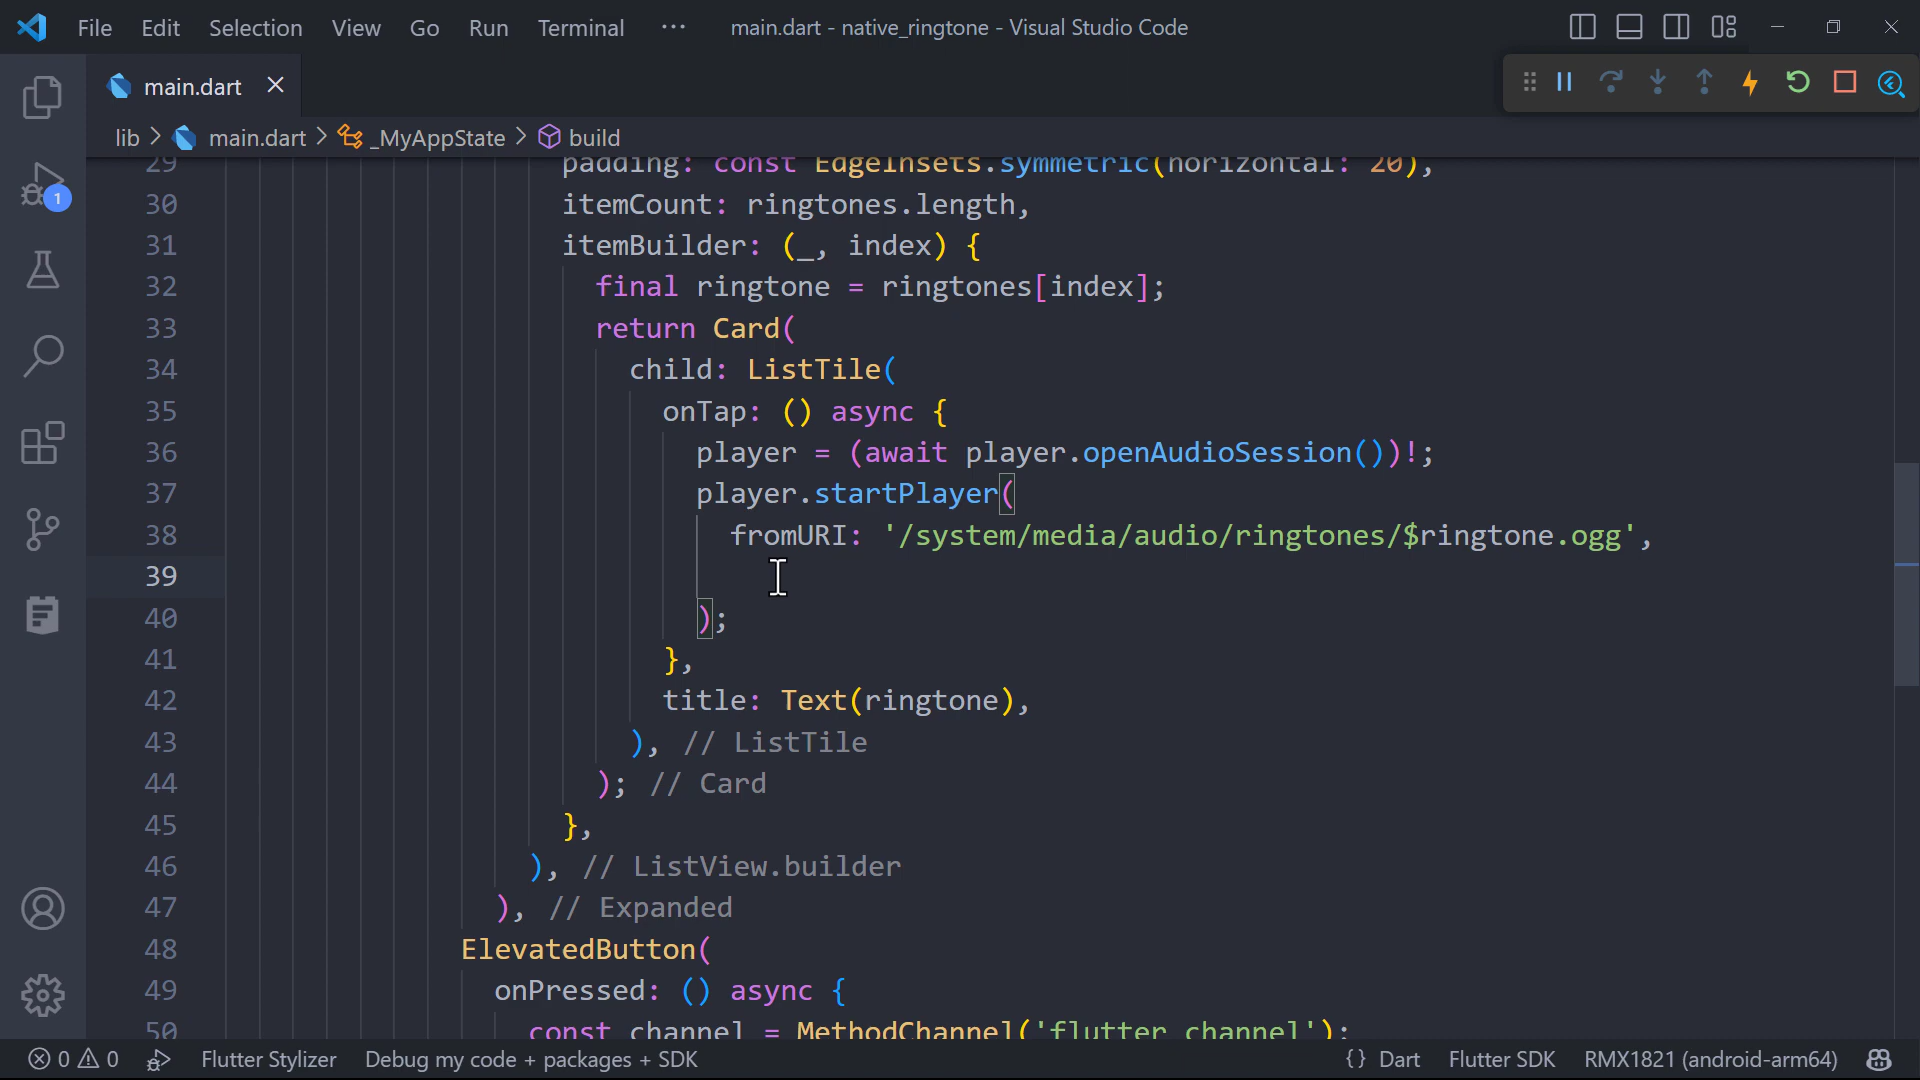 File Edit Selection View Go Run Terminal ··· main.dart - native_ringtone - Visual Studio Code
main.dart
lib > main.dart > _MyAppState > build
29 padding: const EdgeInsets.symmetric(horizontal: 20),
30 itemCount: ringtones.length,
31 itemBuilder: (_, index) {
32 final ringtone = ringtones[index];
33 return Card(
34 child: ListTile(
35 onTap: () async {
36 player = (await player.openAudioSession())!;
37 player.startPlayer(
38 fromURI: '/system/media/audio/ringtones/$ringtone.ogg',
39
40 );
41 },
42 title: Text(ringtone),
43 ), // ListTile
44 ); // Card
45 },
46 ), // ListView.builder
47 ), // Expanded
48 ElevatedButton(
49 onPressed: () async {
50 const channel = MethodChannel('flutter_channel');
1
0 0 Flutter Stylizer Debug my code + packages + SDK {} Dart Flutter SDK RMX1821 (android-arm64)